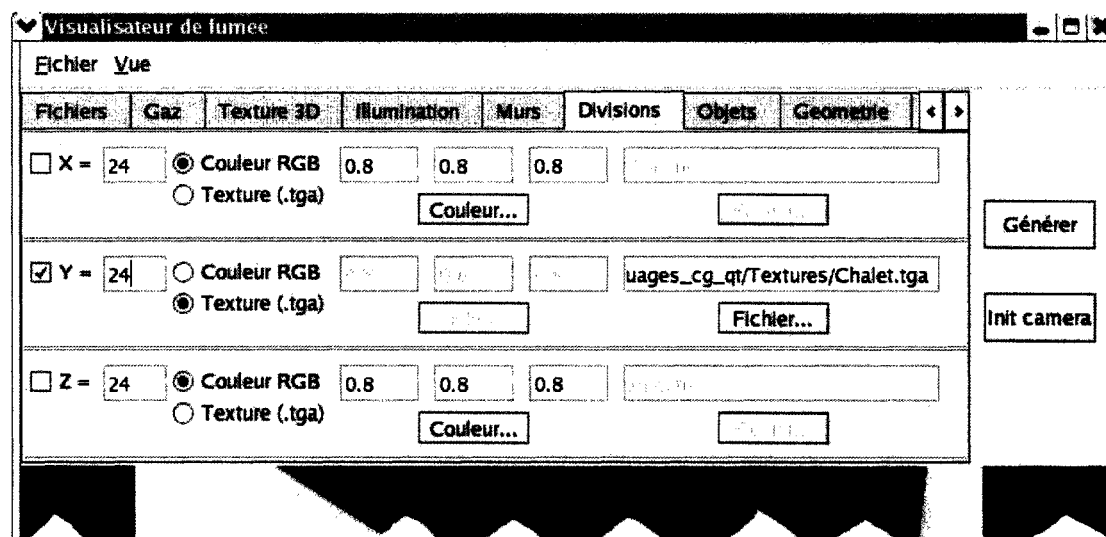 Visualisateur de fumee
Fichier Vue
Fichiers Gaz Texture 3D Illumination Murs Divisions Objets Geometrie
X = 24 Couleur RGB 0.8 0.8 0.8
Texture (.tga) Couleur...
Générer
Y = 24 Couleur RGB uages_cg_qt/Textures/Chalet.tga
Texture (.tga) Fichier...
Init camera
Z = 24 Couleur RGB 0.8 0.8 0.8
Texture (.tga) Couleur...